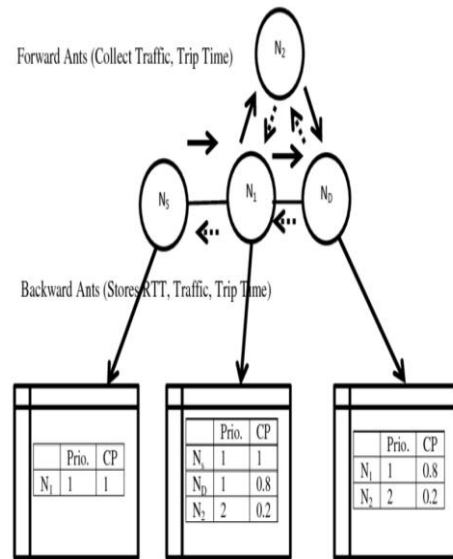 Forward Ants (Collect Traffic, Trip Time)
N2
NS
N1
ND
Backward Ants (Stores RTT, Traffic, Trip Time)
Prio. CP
N1 1 1
Prio. CP
Ns 1 1
ND 1 0.8
N2 2 0.2
Prio. CP
N1 1 0.8
N2 2 0.2